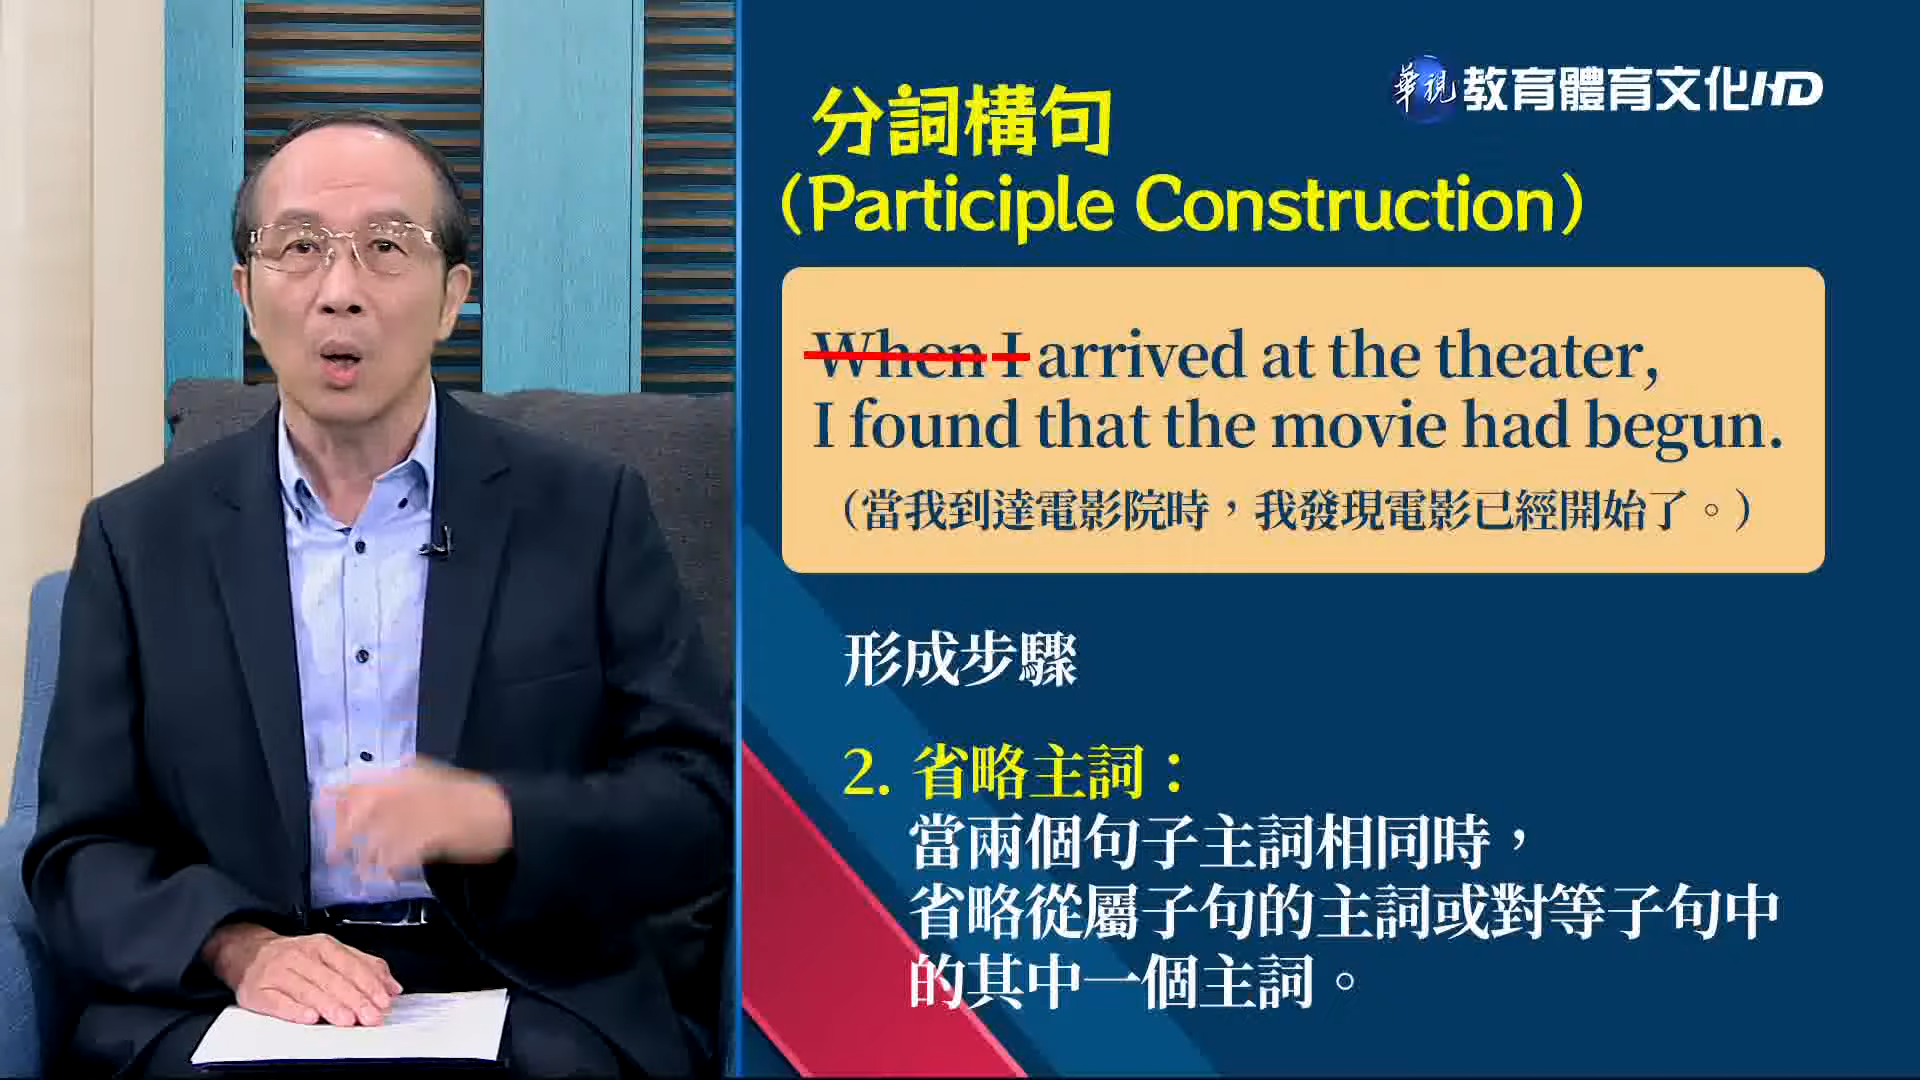 華視 教育體育文化HD
分詞構句
(Participle Construction)
When I arrived at the theater,
I found that the movie had begun.
（當我到達電影院時，我發現電影已經開始了。）
形成步驟
2. 省略主詞：
當兩個句子主詞相同時，
省略從屬子句的主詞或對等子句中
的其中一個主詞。